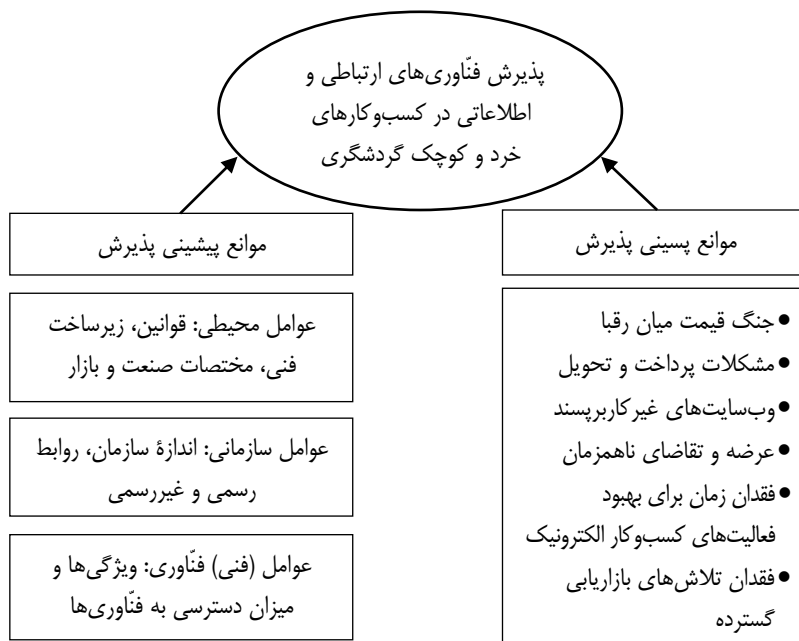 پذیرش فنّاوری‌های ارتباطی و
اطلاعاتی در کسب‌وکارهای
خرد و کوچک گردشگری
موانع پسینی پذیرش
• جنگ قیمت میان رقبا
• مشکلات پرداخت و تحویل
• وب‌سایت‌های غیرکاربرپسند
• عرضه و تقاضای ناهمزمان
• فقدان زمان برای بهبود
فعالیت‌های کسب‌وکار الکترونیک
• فقدان تلاش‌های بازاریابی
گسترده
موانع پیشینی پذیرش
عوامل محیطی: قوانین، زیرساخت
فنی، مختصات صنعت و بازار
عوامل سازمانی: اندازۀ سازمان، روابط
رسمی و غیررسمی
عوامل (فنی) فنّاوری: ویژگی‌ها و
میزان دسترسی به فنّاوری‌ها